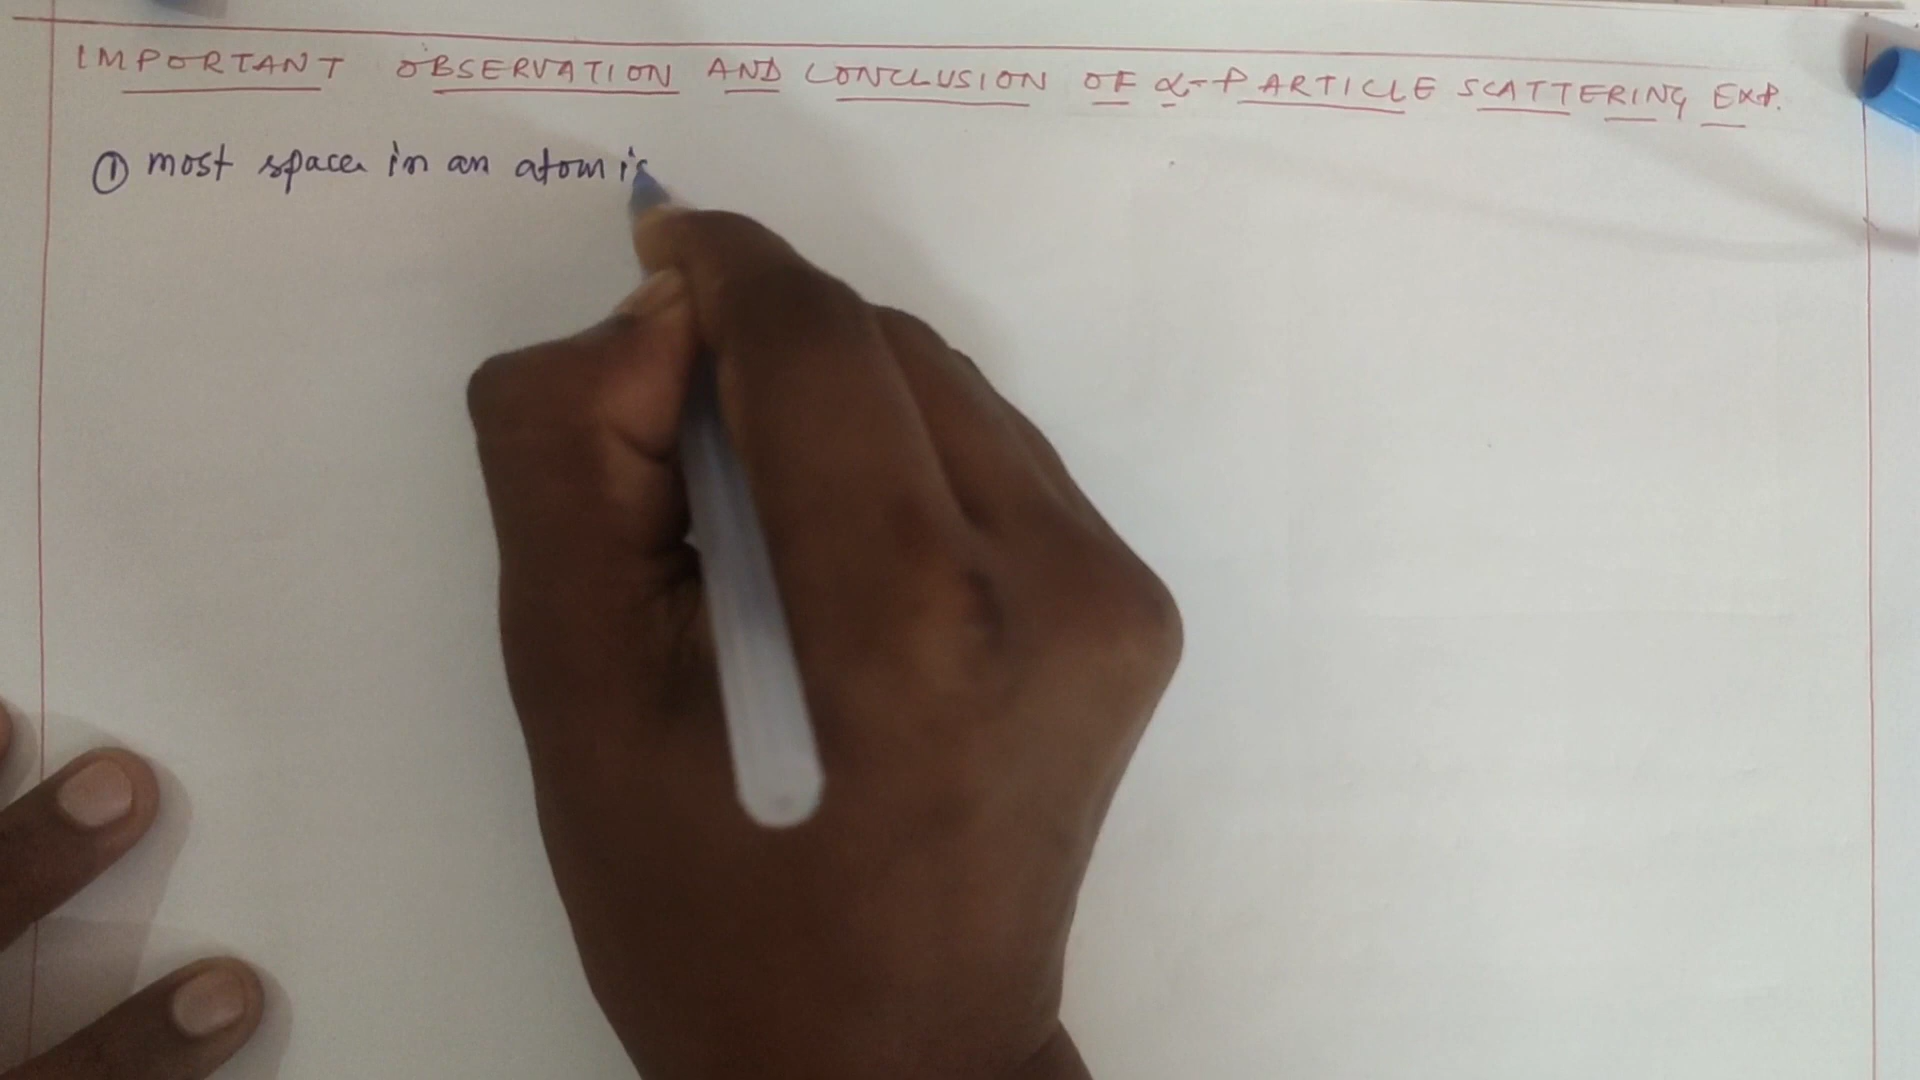 IMPORTANT OBSERVATION AND CONCLUSION OF α-PARTICLE SCATTERING EXP.
① most space in an atom is